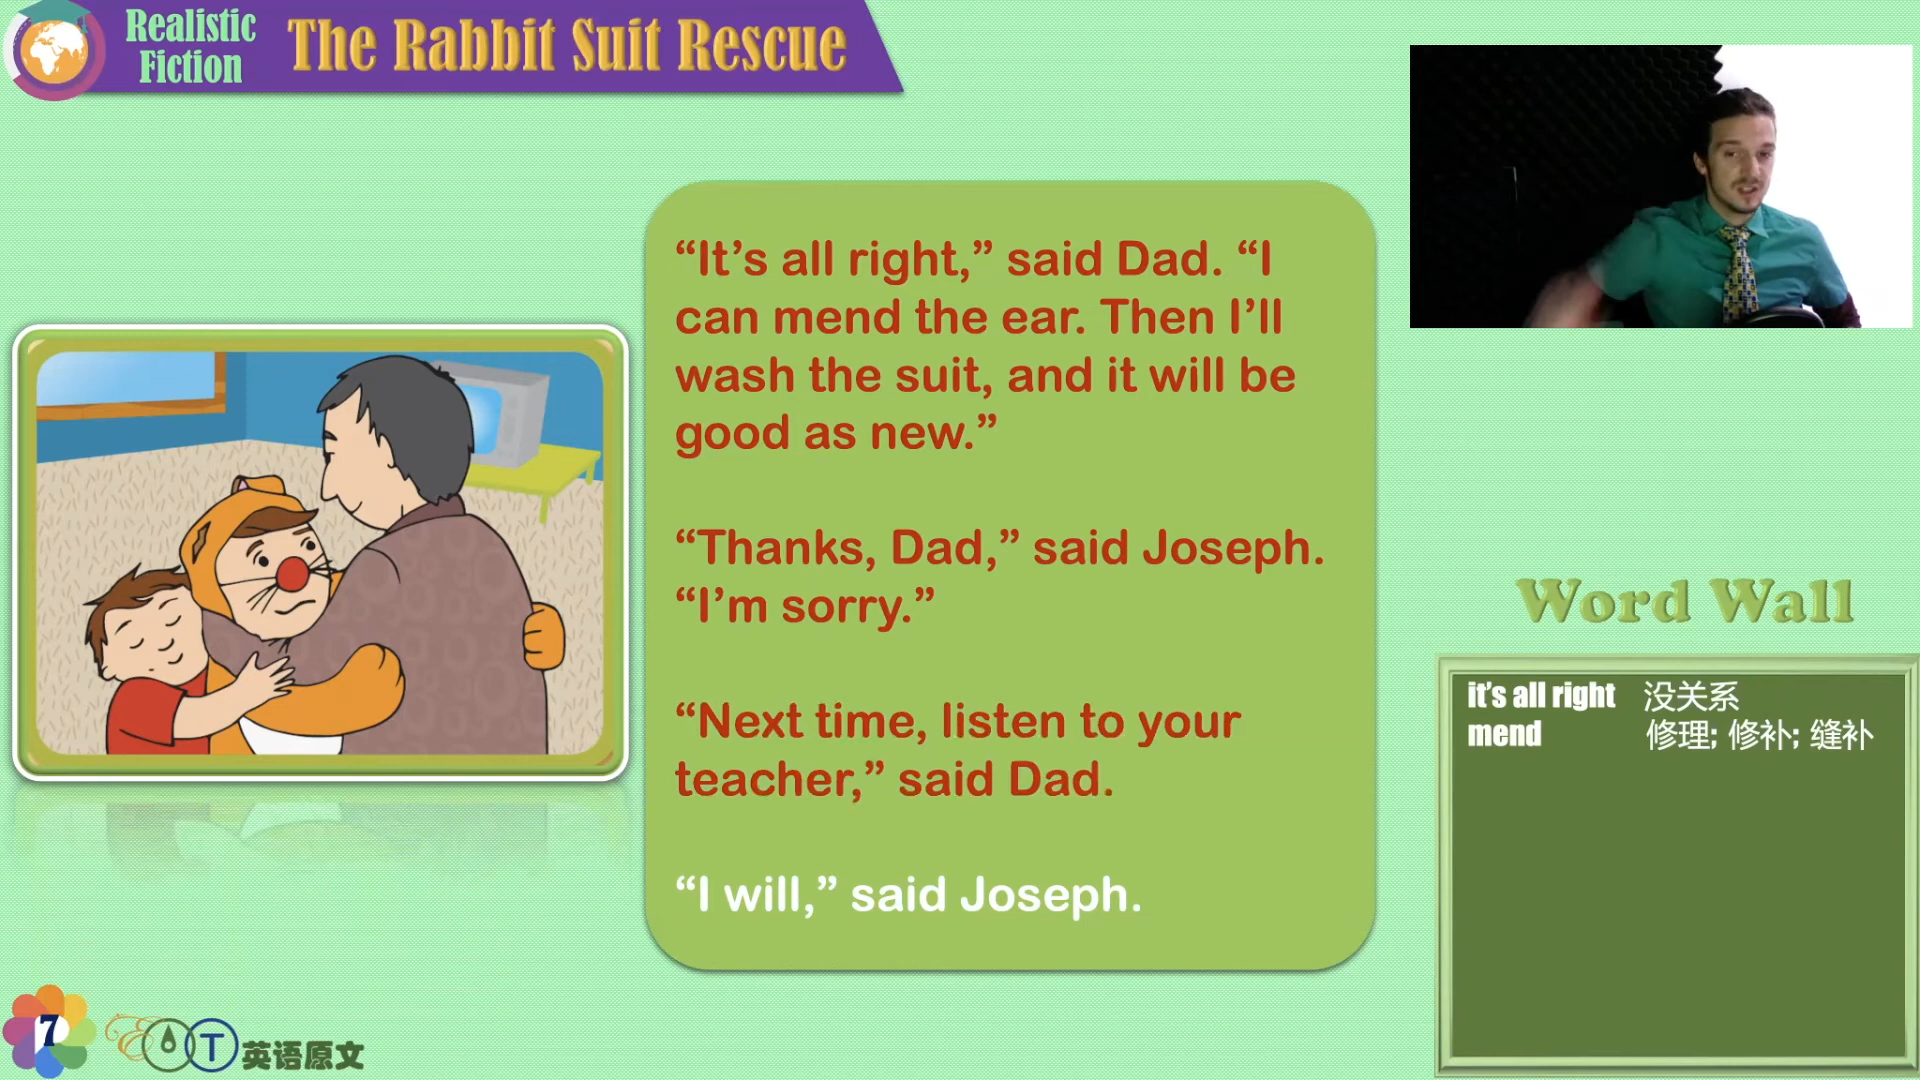 Realistic
Fiction
The Rabbit Suit Rescue
“It’s all right,” said Dad. “I
can mend the ear. Then I’ll
wash the suit, and it will be
good as new.”
“Thanks, Dad,” said Joseph.
“I’m sorry.”
“Next time, listen to your
teacher,” said Dad.
“I will,” said Joseph.
Word Wall
it’s all right 没关系
mend 修理; 修补; 缝补
7
EAT英语原文